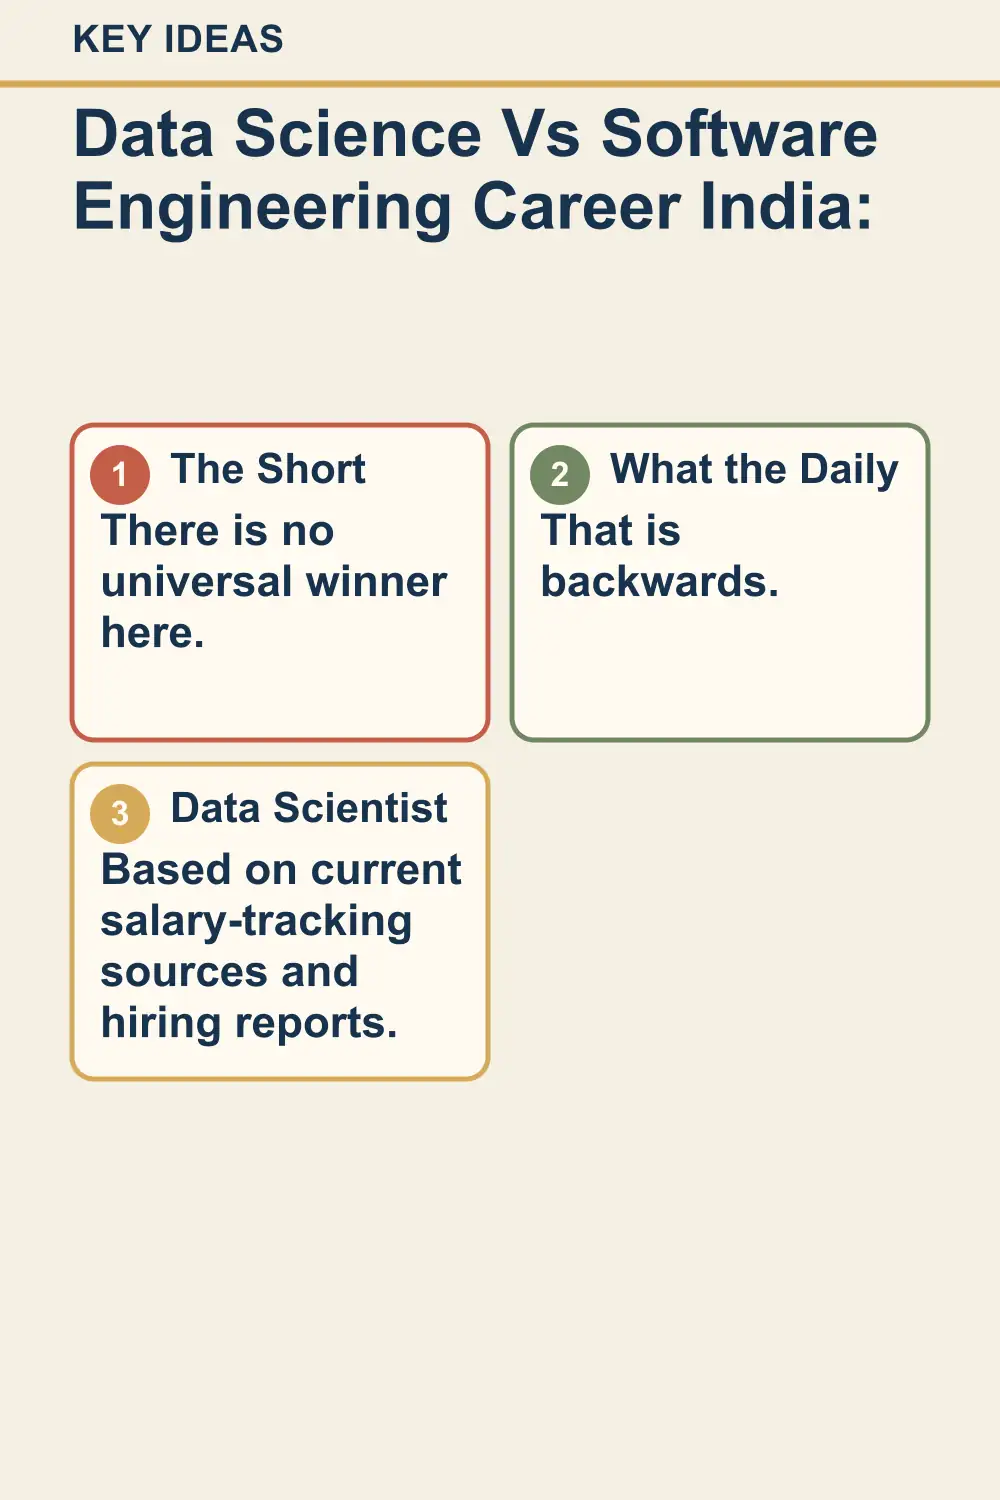 KEY IDEAS
Data Science Vs Software
Engineering Career India:
1 The Short
There is no
universal winner
here.
2 What the Daily
That is
backwards.
3 Data Scientist
Based on current
salary-tracking
sources and
hiring reports.